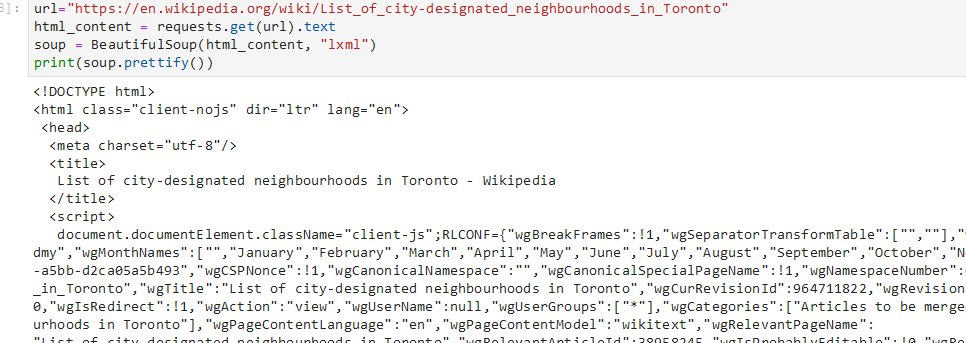 3]:
url="https://en.wikipedia.org/wiki/List_of_city-designated_neighbourhoods_in_Toronto"
html_content = requests.get(url).text
soup = BeautifulSoup(html_content, "lxml")
print(soup.prettify())
<!DOCTYPE html>
<html class="client-nojs" dir="ltr" lang="en">
<head>
<meta charset="utf-8"/>
<title>
List of city-designated neighbourhoods in Toronto - Wikipedia
</title>
<script>
document.documentElement.className="client-js";RLCONF={"wgBreakFrames":!1,"wgSeparatorTransformTable":["",""],"
dmy","wgMonthNames":["","January","February","March","April","May","June","July","August","September","October","N
-a5bb-d2ca05a5b493","wgCSPNonce":!1,"wgCanonicalNamespace":"","wgCanonicalSpecialPageName":!1,"wgNamespaceNumber":
_in_Toronto","wgTitle":"List of city-designated neighbourhoods in Toronto","wgCurRevisionId":964711822,"wgRevision
0,"wgIsRedirect":!1,"wgAction":"view","wgUserName":null,"wgUserGroups":["*"],"wgCategories":["Articles to be merge
urhoods in Toronto"],"wgPageContentLanguage":"en","wgPageContentModel":"wikitext","wgRelevantPageName":
"List of city-designated neighbourhoods in Toronto","wgRelevantArticleId":